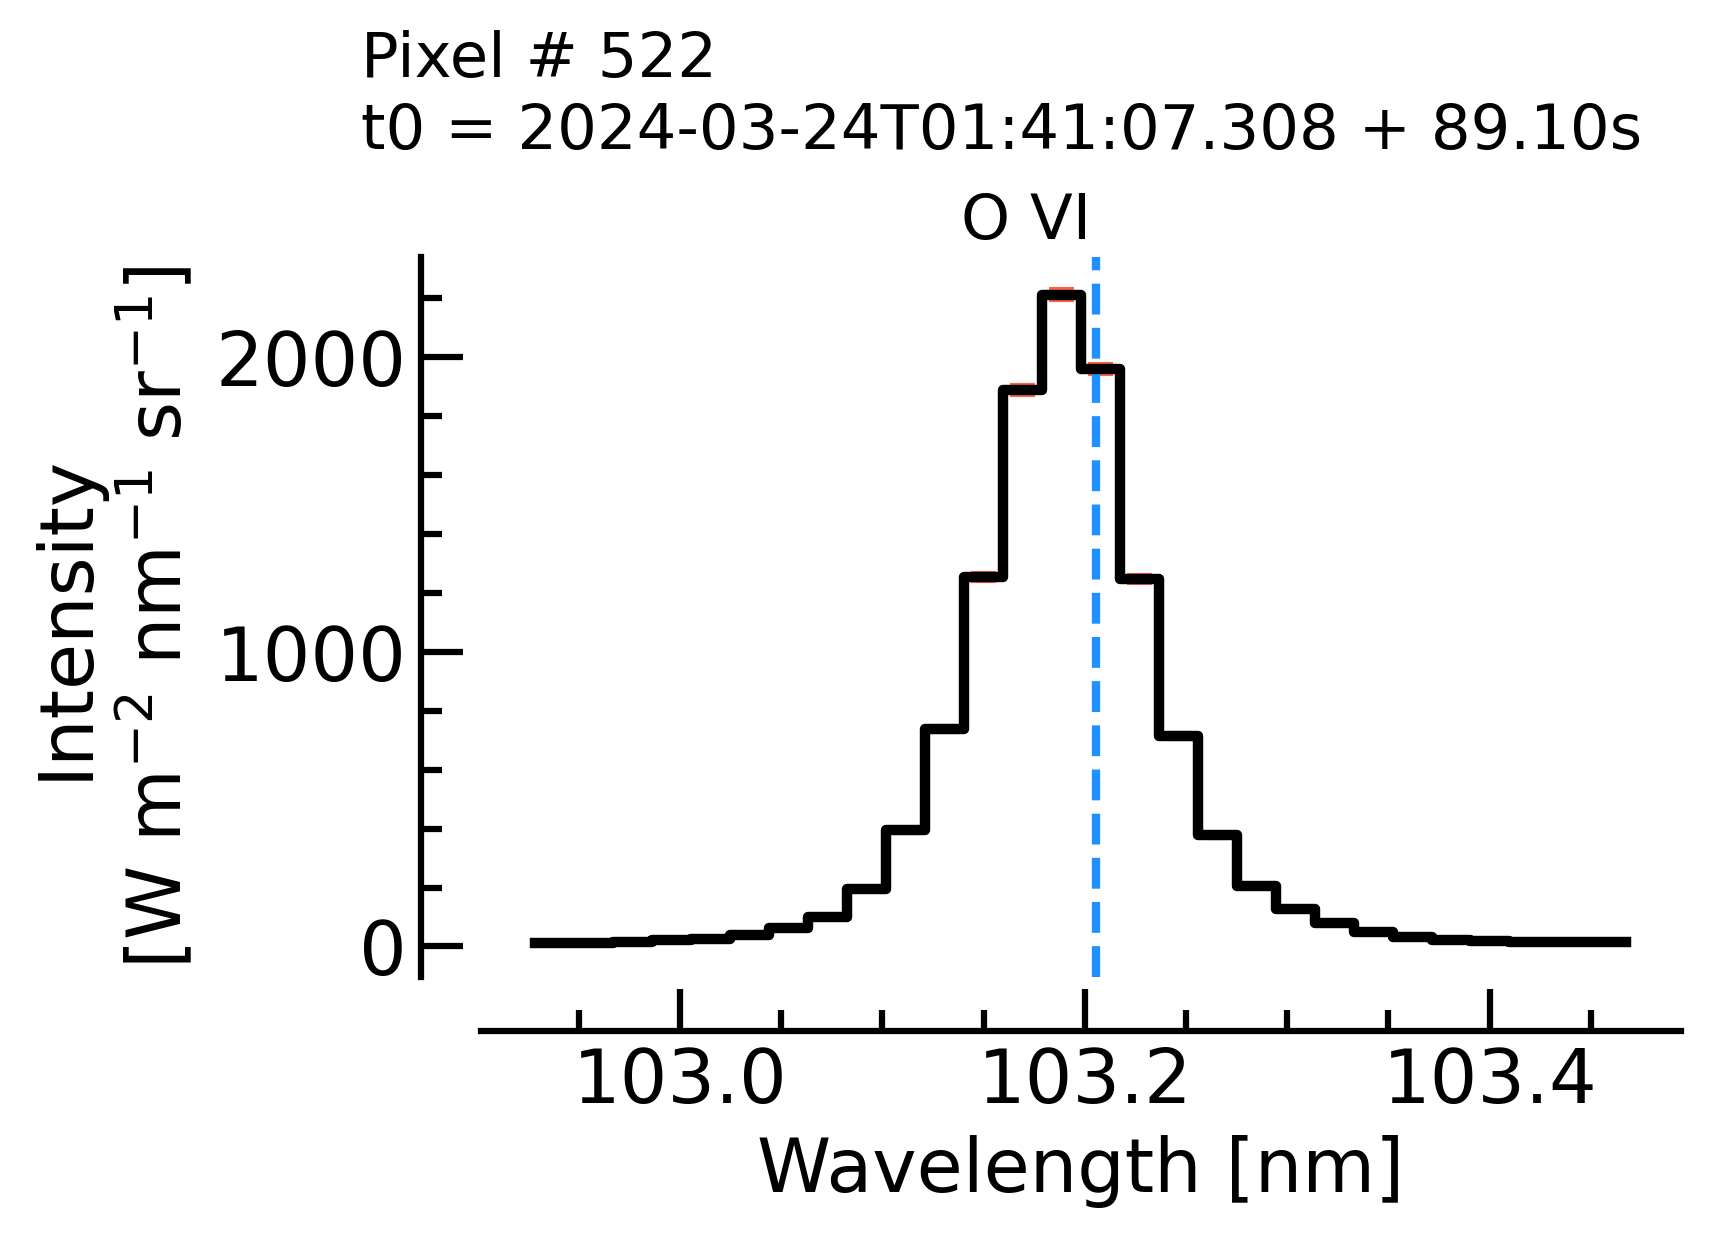 Pixel # 522
t0 = 2024-03-24T01:41:07.308 + 89.10s
O VI
Intensity
[W m⁻² nm⁻¹ sr⁻¹]
2000
1000
0
103.0 103.2 103.4
Wavelength [nm]